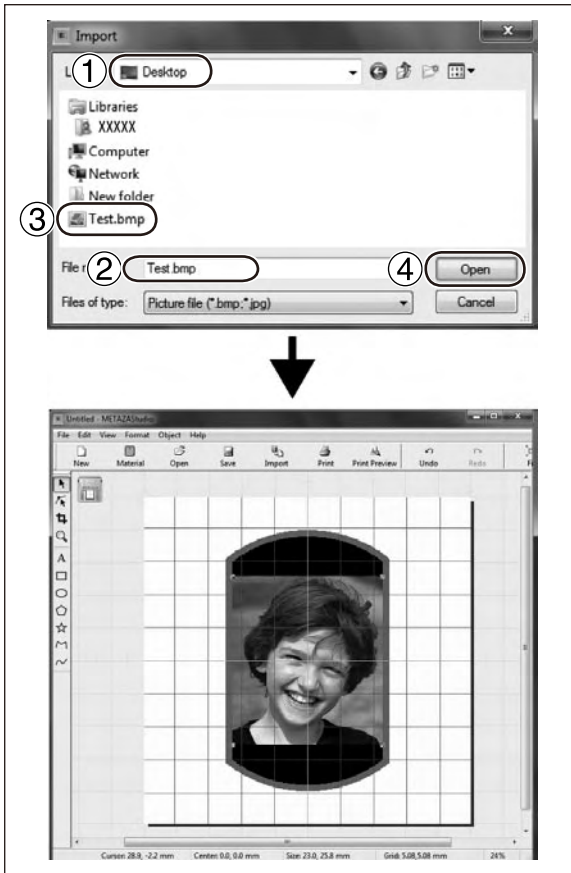 Import
① Desktop
Libraries
XXXXX
Computer
Network
New folder
③ Test.bmp
② Test.bmp ④ Open
Files of type: Picture file (*.bmp;*.jpg) Cancel
Untitled - METAZAStudio
File Edit View Format Object Help
New Material Open Save Import Print Print Preview Undo Redo
A
Cursor: 28.9, -2.2 mm Center: 0.0, 0.0 mm Size: 23.0, 25.8 mm Grid: 5.08,5.08 mm 24%